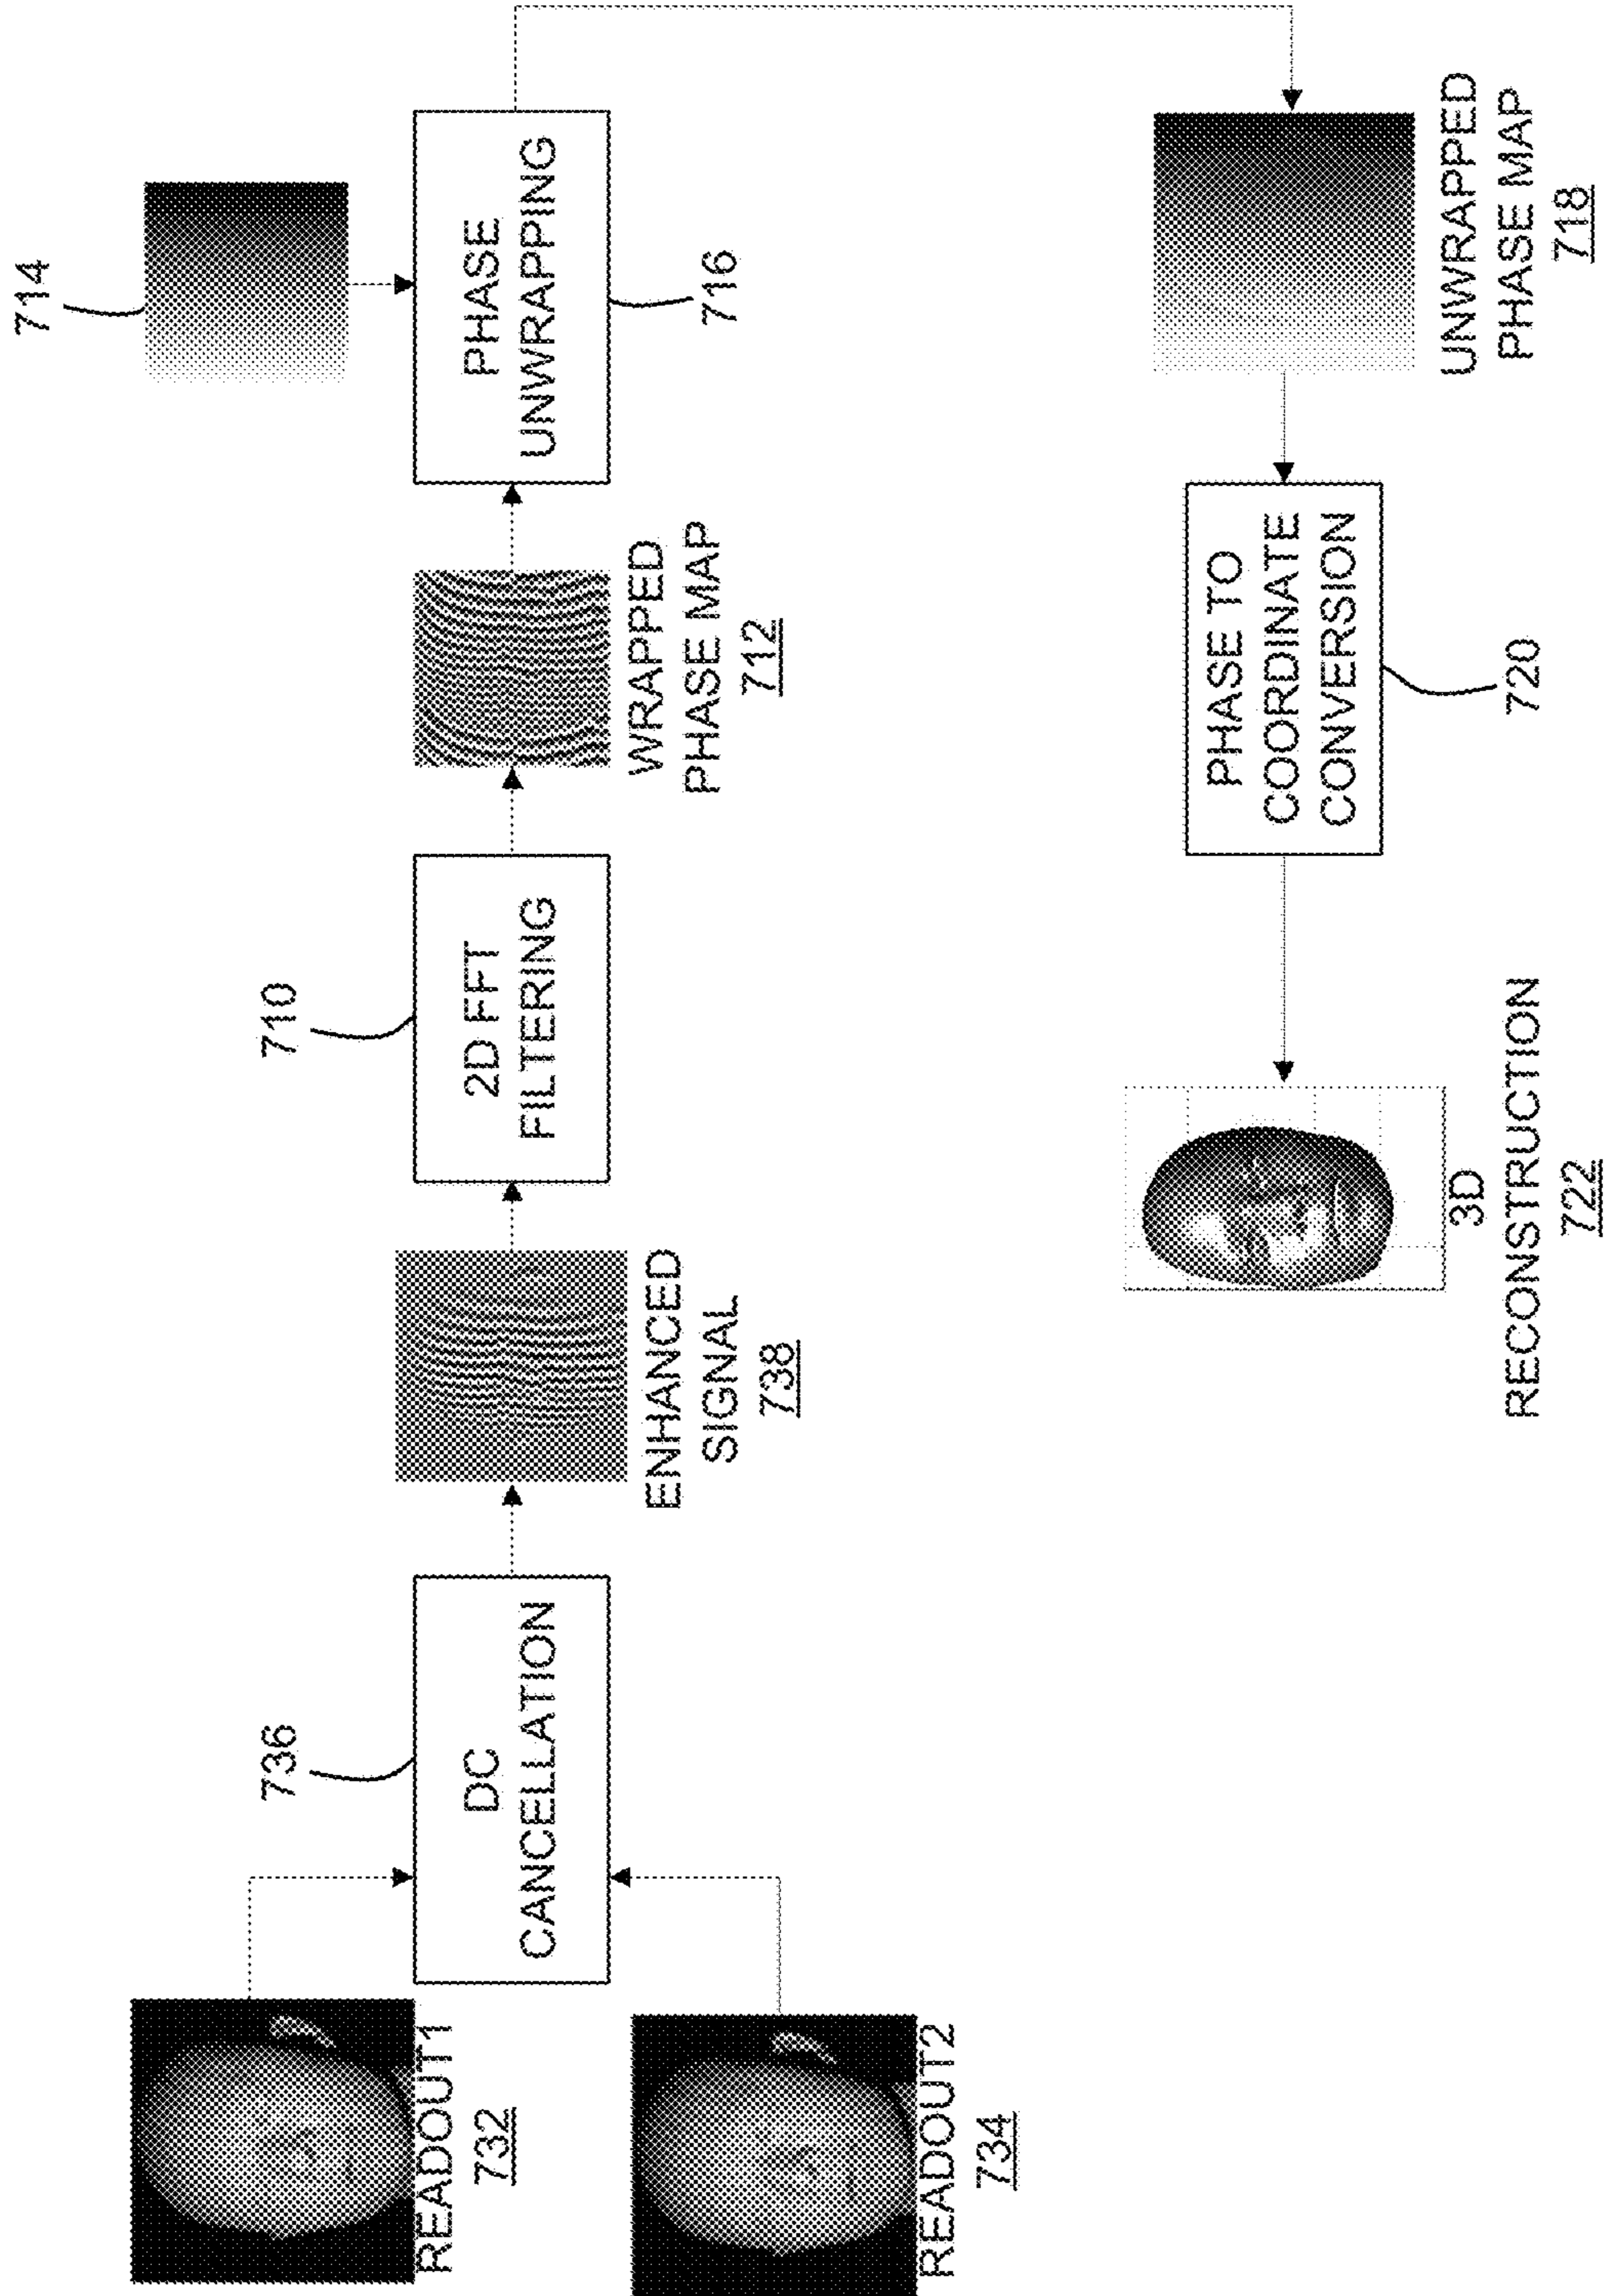 READOUT1
732
READOUT2
734
736
DC
CANCELLATION
ENHANCED
SIGNAL
738
710
2D FFT
FILTERING
WRAPPED
PHASE MAP
712
714
PHASE
UNWRAPPING
716
UNWRAPPED
PHASE MAP
718
PHASE TO
COORDINATE
CONVERSION
720
3D
RECONSTRUCTION
722